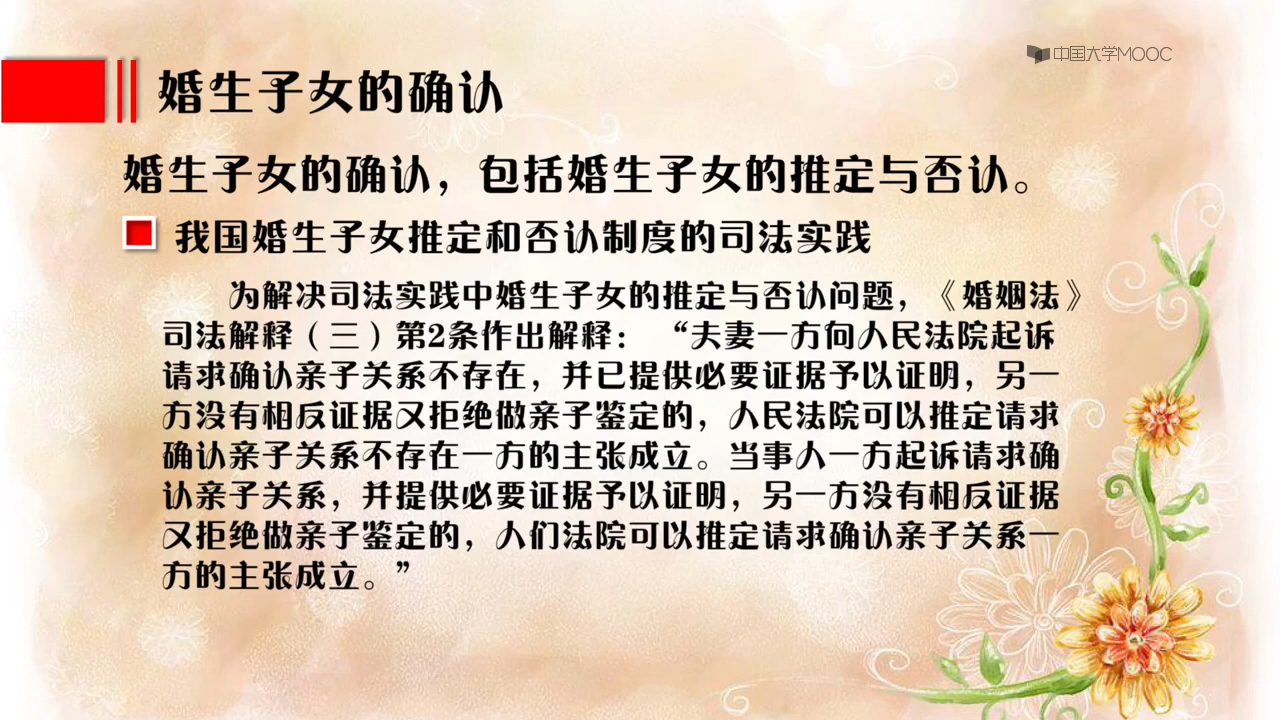 中国大学MOOC
婚生子女的确认
婚生子女的确认，包括婚生子女的推定与否认。
我国婚生子女推定和否认制度的司法实践
为解决司法实践中婚生子女的推定与否认问题，《婚姻法》
司法解释（三）第2条作出解释：“夫妻一方向人民法院起诉
请求确认亲子关系不存在，并已提供必要证据予以证明，另一
方没有相反证据又拒绝做亲子鉴定的，人民法院可以推定请求
确认亲子关系不存在一方的主张成立。当事人一方起诉请求确
认亲子关系，并提供必要证据予以证明，另一方没有相反证据
又拒绝做亲子鉴定的，人们法院可以推定请求确认亲子关系一
方的主张成立。”